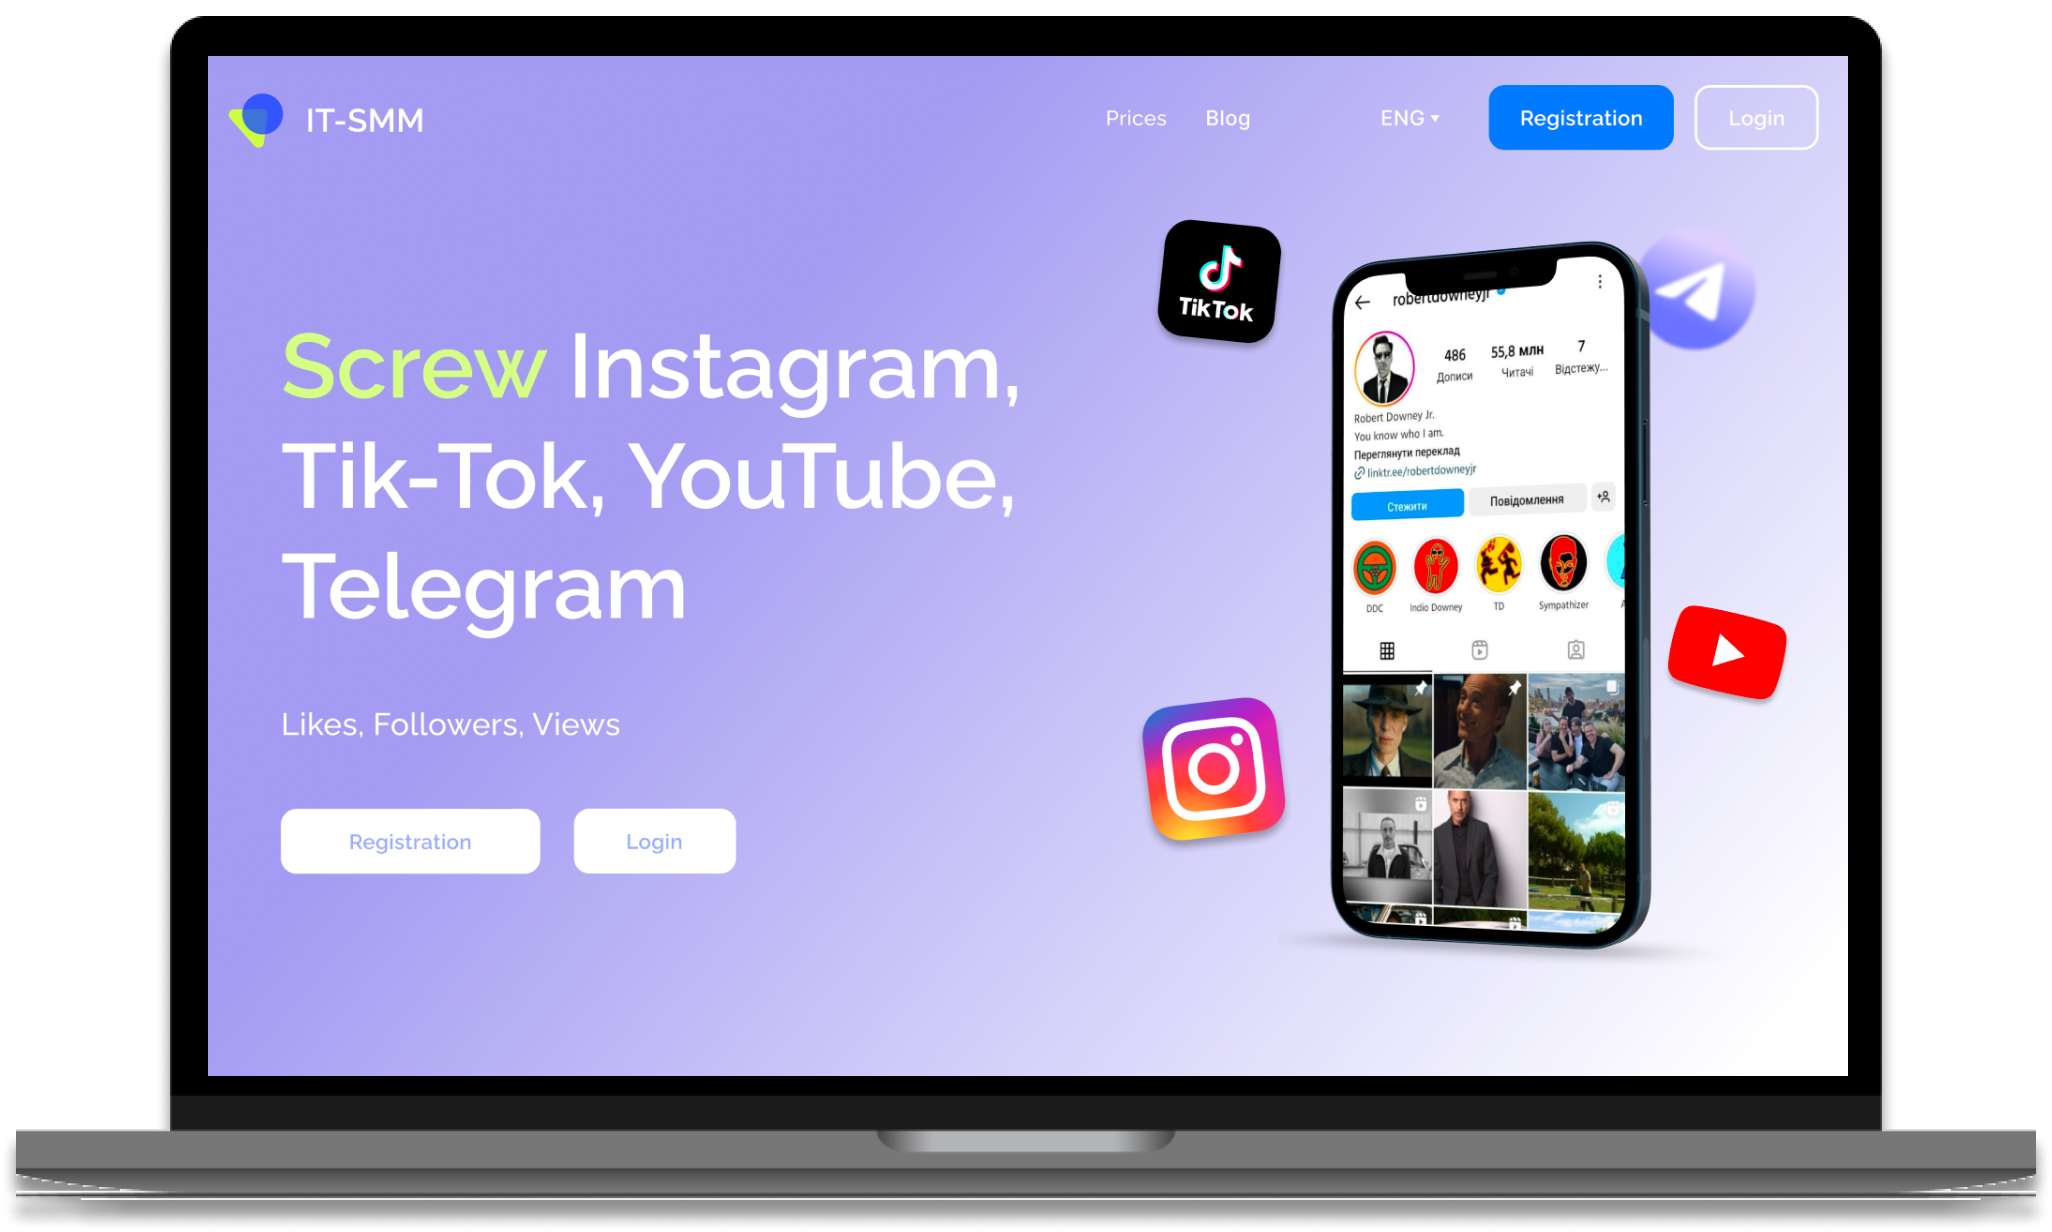 IT-SMM
Prices Blog ENG Registration Login
TikTok
Screw Instagram,
Tik-Tok, YouTube,
Telegram
Likes, Followers, Views
Registration Login
robertdowneyjr
486 55,8 млн 7
Дописи Читачі Відстежу...
Robert Downey Jr.
You know who I am.
Переглянути переклад
linktr.ee/robertdowneyjr
Стежити Повідомлення
DDC Indio Downey TD Sympathizer